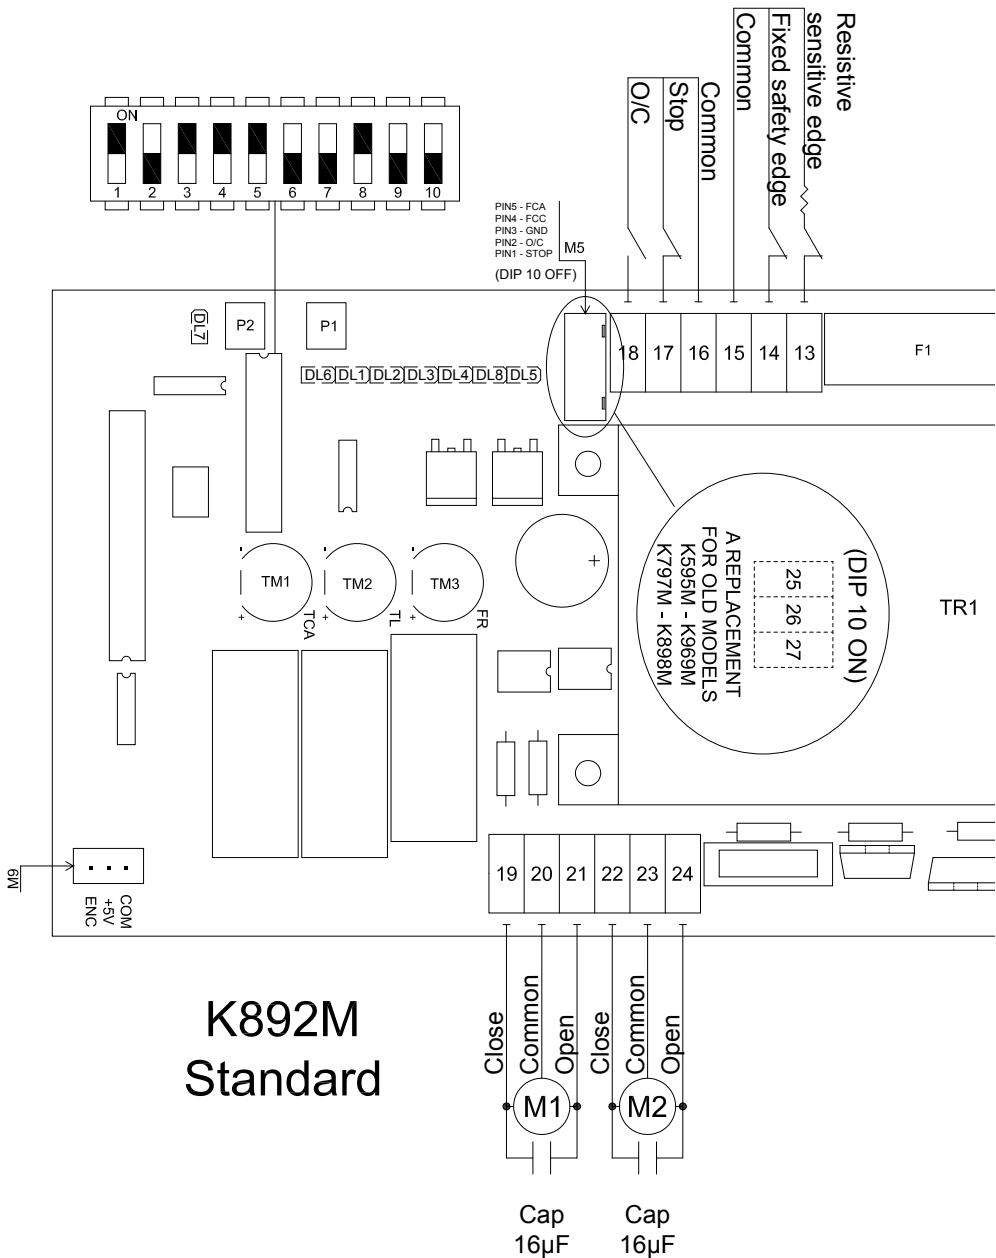 Resistive
sensitive edge
Fixed safety edge
Common
Common
Stop
O/C
ON
1 2 3 4 5 6 7 8 9 10
PIN5 - FCA
PIN4 - FCC
PIN3 - GND
PIN2 - O/C
PIN1 - STOP
M5
(DIP 10 OFF)
DL7
P2
P1
DL6 DL1 DL2 DL3 DL4 DL8 DL5
18 17 16 15 14 13
F1
TM1
TCA
TM2
TL
TM3
FR
(DIP 10 ON)
25 26 27
A REPLACEMENT
FOR OLD MODELS
K595M - K969M
K797M - K898M
TR1
19 20 21 22 23 24
M6
COM
+5V
ENC
Close
Common
Open
Close
Common
Open
M1
M2
K892M
Standard
Cap
16µF
Cap
16µF